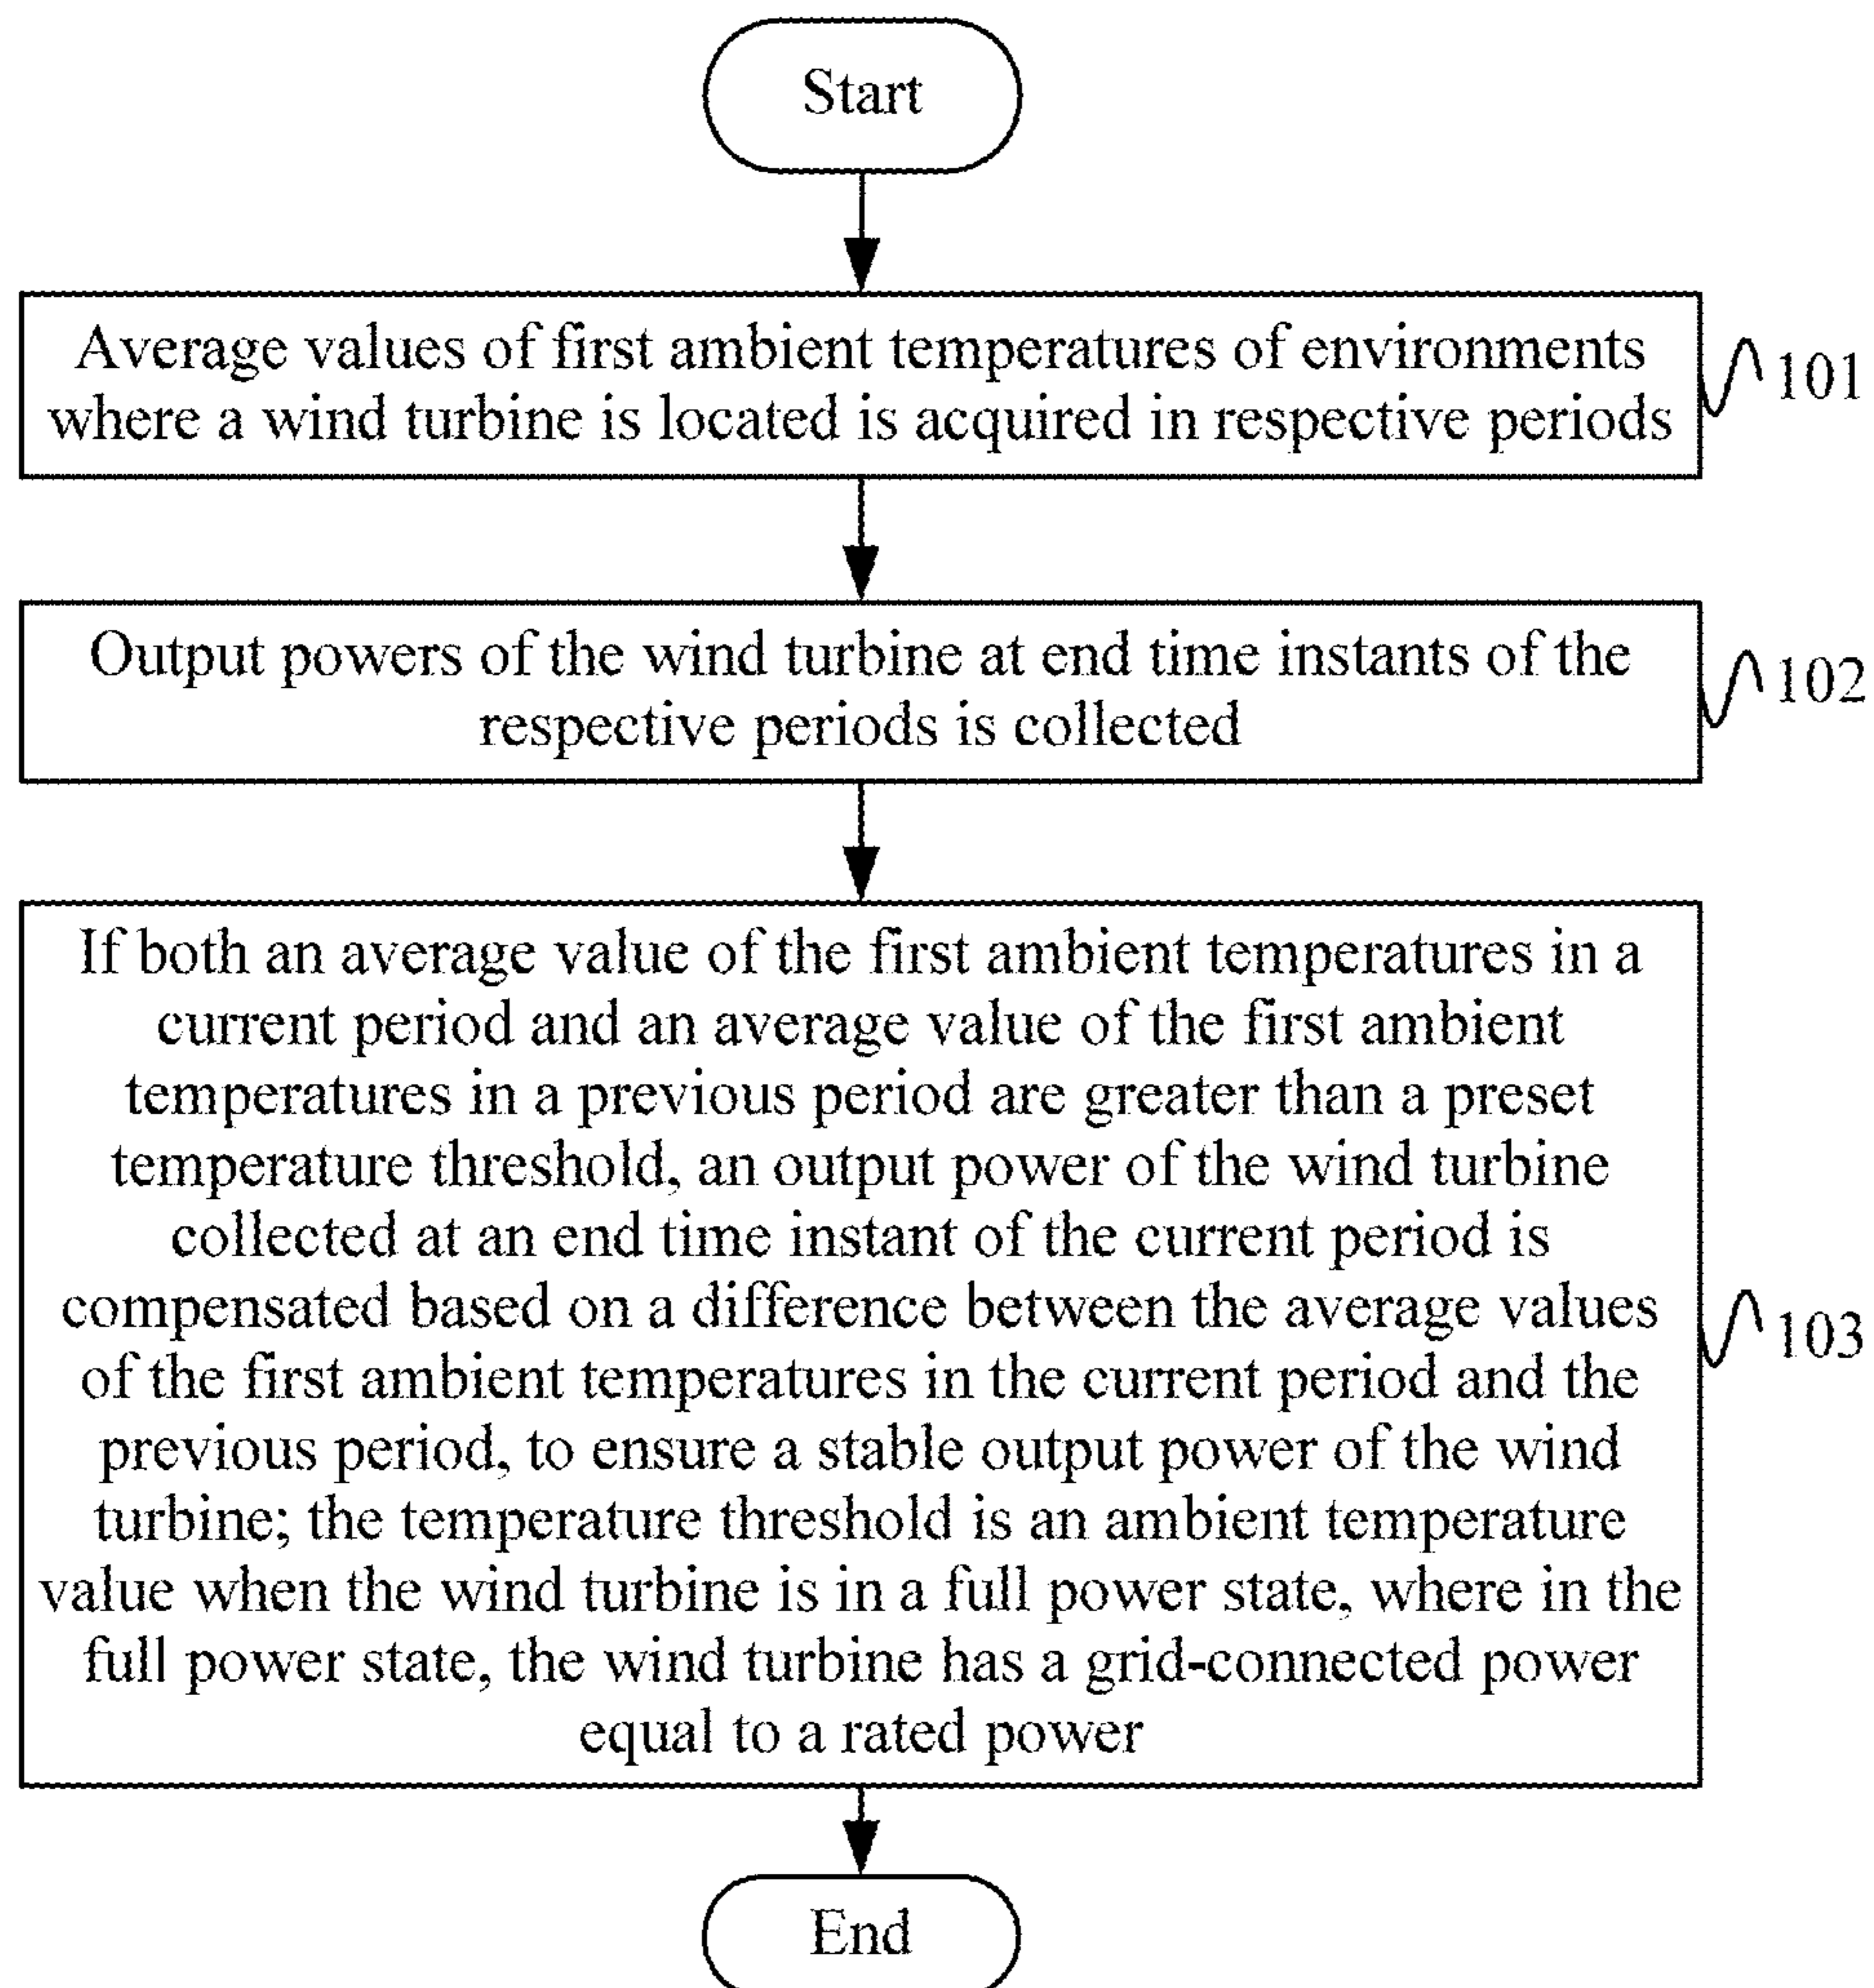 Start
Average values of first ambient temperatures of environments
where a wind turbine is located is acquired in respective periods
101
Output powers of the wind turbine at end time instants of the
respective periods is collected
102
If both an average value of the first ambient temperatures in a
current period and an average value of the first ambient
temperatures in a previous period are greater than a preset
temperature threshold, an output power of the wind turbine
collected at an end time instant of the current period is
compensated based on a difference between the average values
of the first ambient temperatures in the current period and the
previous period, to ensure a stable output power of the wind
turbine; the temperature threshold is an ambient temperature
value when the wind turbine is in a full power state, where in the
full power state, the wind turbine has a grid-connected power
equal to a rated power
103
End